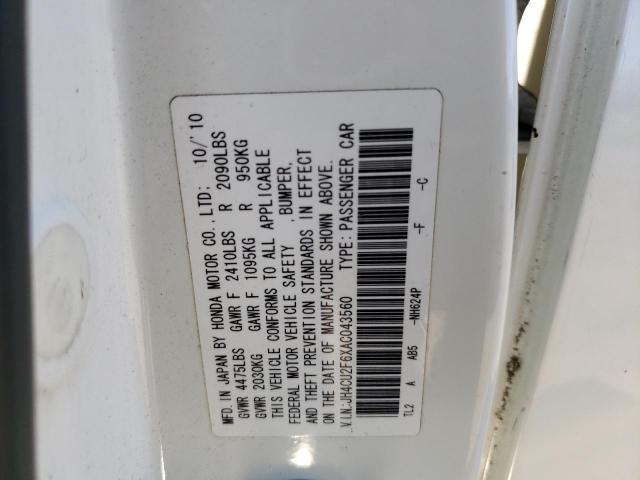 MFD. IN JAPAN BY HONDA MOTOR CO., LTD: 10/'10
GVWR 4475LBS GAWR F 2410LBS R 2090LBS
GVWR 2030KG GAWR F 1095KG R 950KG
THIS VEHICLE CONFORMS TO ALL APPLICABLE
FEDERAL MOTOR VEHICLE SAFETY ,BUMPER,
AND THEFT PREVENTION STANDARDS IN EFFECT
ON THE DATE OF MANUFACTURE SHOWN ABOVE.
V.I.N.:JH4CU2F6XAC043560 TYPE: PASSENGER CAR
TL2 A AB5 -NH624P -F -C